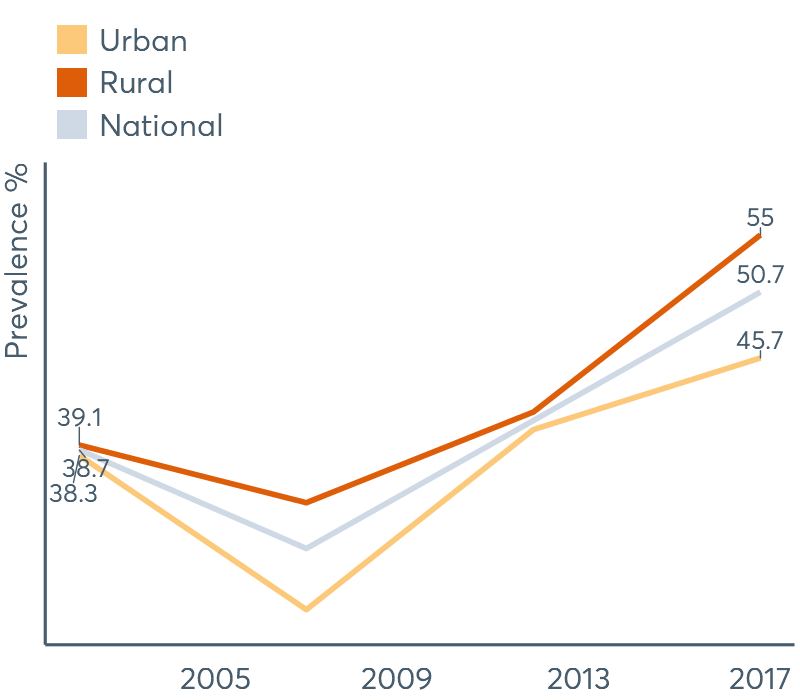 Urban
Rural
National
Prevalence %
55
50.7
45.7
39.1
38.7
38.3
2005
2009
2013
2017